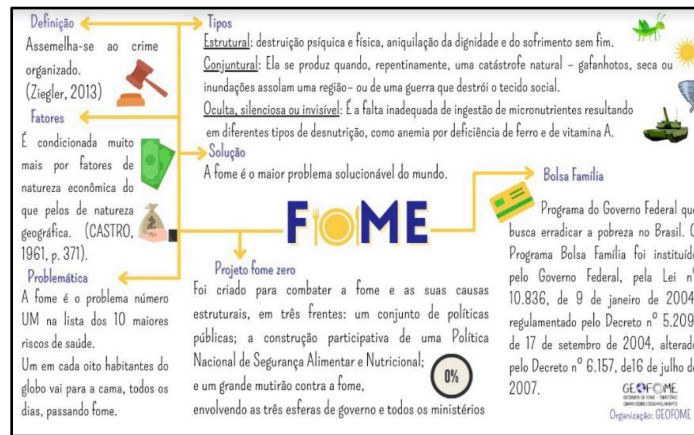 Definição
Assemelha-se ao crime
organizado.
(Ziegler, 2013)
Fatores
É condicionada muito
mais por fatores de
natureza econômica do
que pelos de natureza
geográfica. (CASTRO,
1961, p. 371).
Problemática
A fome é o problema número
UM na lista dos 10 maiores
riscos de saúde.
Um em cada oito habitantes do
globo vai para a cama, todos os
dias, passando fome.
Tipos
Estrutural: destruição psíquica e física, aniquilação da dignidade e do sofrimento sem fim.
Conjuntural: Ela se produz quando, repentinamente, uma catástrofe natural – gafanhotos, seca ou
inundações assolam uma região– ou de uma guerra que destrói o tecido social.
Oculta, silenciosa ou invisível: É a falta inadequada de ingestão de micronutrientes resultando
em diferentes tipos de desnutrição, como anemia por deficiência de ferro e de vitamina A.
Solução
A fome é o maior problema solucionável do mundo.
FOME
Projeto fome zero
Foi criado para combater a fome e as suas causas
estruturais, em três frentes: um conjunto de políticas
públicas; a construção participativa de uma Política
Nacional de Segurança Alimentar e Nutricional;
e um grande mutirão contra a fome,
envolvendo as três esferas de governo e todos os ministérios
0%
Bolsa Família
Programa do Governo Federal que
busca erradicar a pobreza no Brasil. O
Programa Bolsa Família foi instituído
pelo Governo Federal, pela Lei nº
10.836, de 9 de janeiro de 2004,
regulamentado pelo Decreto nº 5.209,
de 17 de setembro de 2004, alterado
pelo Decreto nº 6.157, de16 de julho de
2007.
GEOFOME
Organização: GEOFOME